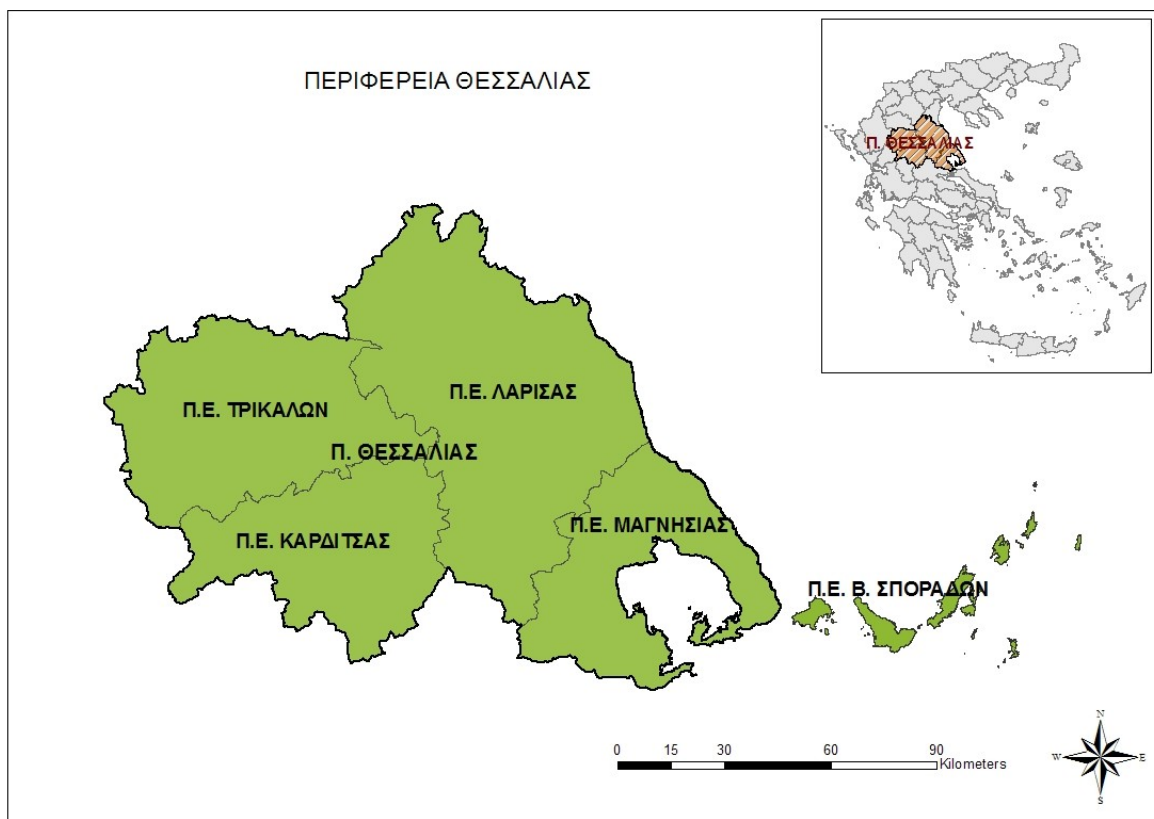 ΠΕΡΙΦΕΡΕΙΑ ΘΕΣΣΑΛΙΑΣ
Π. ΘΕΣΣΑΛΙΑΣ
Π.Ε. ΛΑΡΙΣΑΣ
Π.Ε. ΤΡΙΚΑΛΩΝ
Π. ΘΕΣΣΑΛΙΑΣ
Π.Ε. ΜΑΓΝΗΣΙΑΣ
Π.Ε. ΚΑΡΔΙΤΣΑΣ
Π.Ε. Β. ΣΠΟΡΑΔΩΝ
0 15 30 60 90
Kilometers
N
W E
S